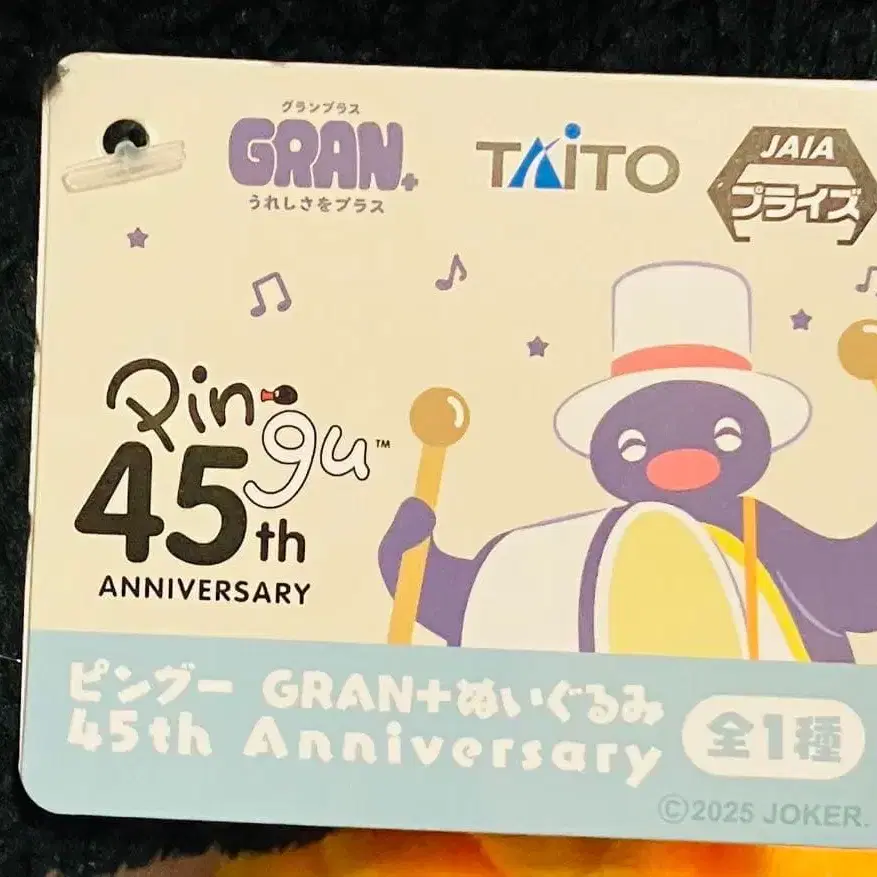 グランプラス
GRAN+
うれしさをプラス
TAITO
JAIA
プライズ
Pingu™
45th
ANNIVERSARY
ピングー GRAN+ぬいぐるみ
45th Anniversary
全1種
©2025 JOKER.